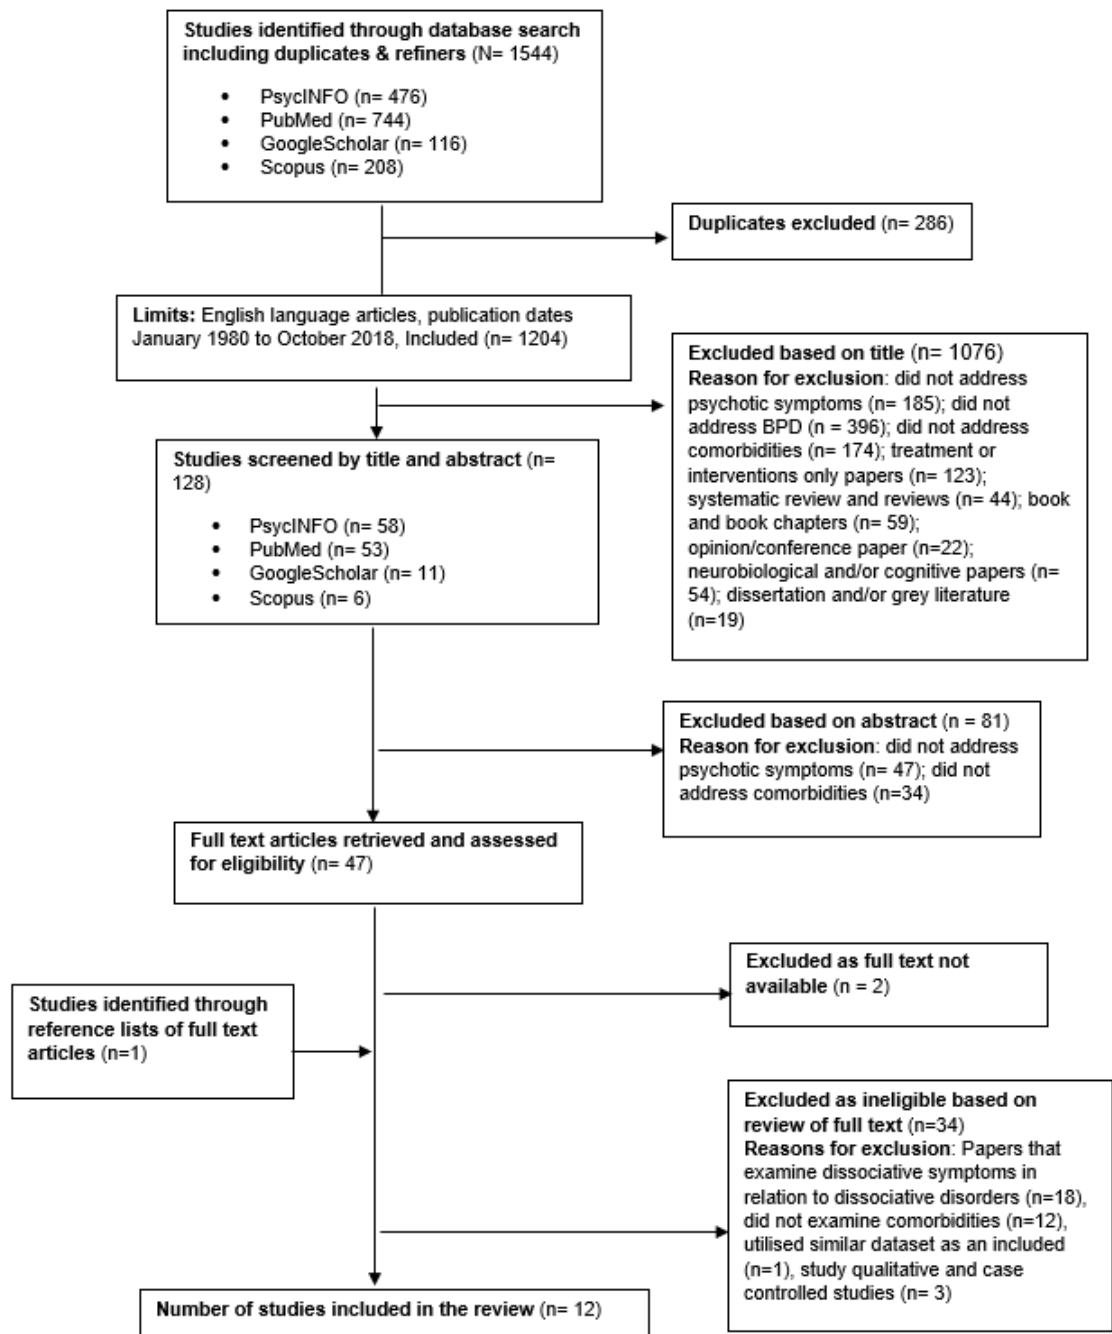 Studies identified through database search
including duplicates & refiners (N= 1544)
• PsycINFO (n= 476)
• PubMed (n= 744)
• GoogleScholar (n= 116)
• Scopus (n= 208)
Duplicates excluded (n= 286)
Limits: English language articles, publication dates
January 1980 to October 2018, Included (n= 1204)
Excluded based on title (n= 1076)
Reason for exclusion: did not address
psychotic symptoms (n= 185); did not
address BPD (n = 396); did not address
comorbidities (n= 174); treatment or
interventions only papers (n= 123);
systematic review and reviews (n= 44); book
and book chapters (n= 59);
opinion/conference paper (n=22);
neurobiological and/or cognitive papers (n=
54); dissertation and/or grey literature
(n=19)
Studies screened by title and abstract (n=
128)
• PsycINFO (n= 58)
• PubMed (n= 53)
• GoogleScholar (n= 11)
• Scopus (n= 6)
Excluded based on abstract (n = 81)
Reason for exclusion: did not address
psychotic symptoms (n= 47); did not
address comorbidities (n=34)
Full text articles retrieved and assessed
for eligibility (n= 47)
Excluded as full text not
available (n = 2)
Studies identified through
reference lists of full text
articles (n=1)
Excluded as ineligible based on
review of full text (n=34)
Reasons for exclusion: Papers that
examine dissociative symptoms in
relation to dissociative disorders (n=18),
did not examine comorbidities (n=12),
utilised similar dataset as an included
(n=1), study qualitative and case
controlled studies (n= 3)
Number of studies included in the review (n= 12)